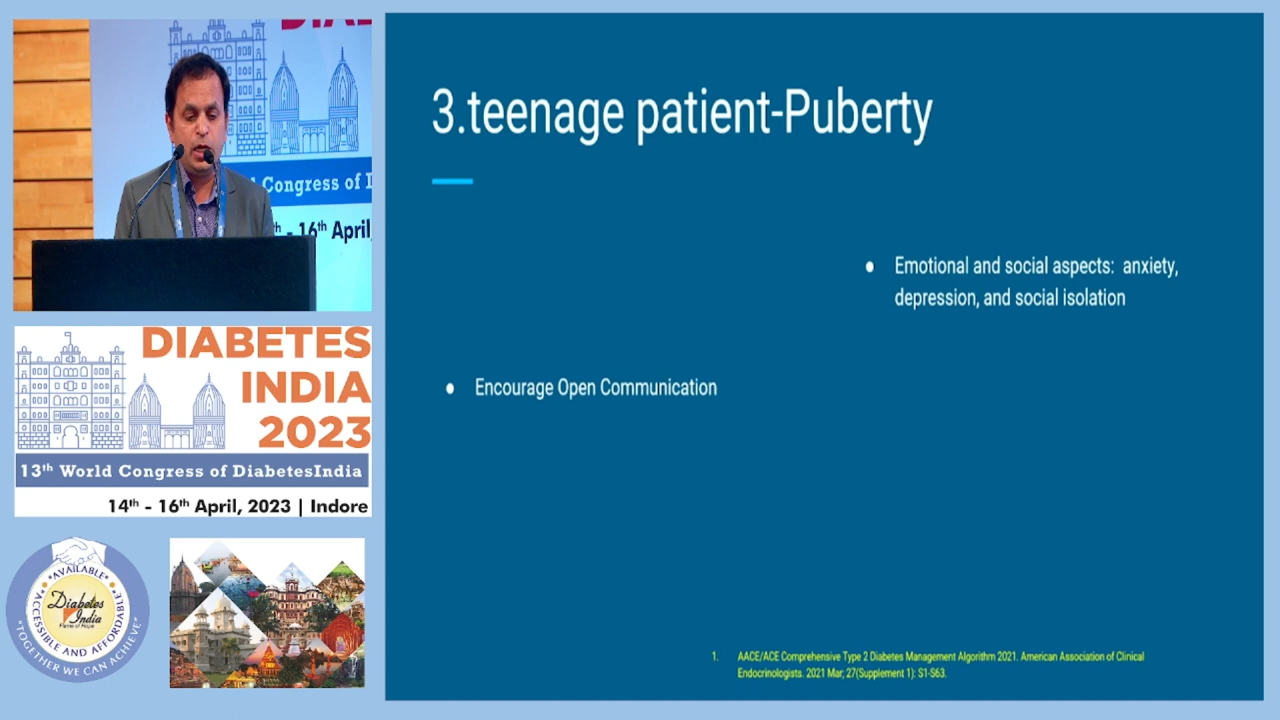 Congress of
16th April,
DIABETES
INDIA
2023
13th World Congress of DiabetesIndia
14th - 16th April, 2023 | Indore
"AVAILABLE"
"ACCESSIBLE AND AFFORDABLE"
Diabetes
India
"TOGETHER WE CAN ACHIEVE"
3.teenage patient-Puberty
● Emotional and social aspects: anxiety,
depression, and social isolation
● Encourage Open Communication
1. AACE/ACE Comprehensive Type 2 Diabetes Management Algorithm 2021. American Association of Clinical
Endocrinologists. 2021 Mar; 27(Supplement 1): S1-S63.